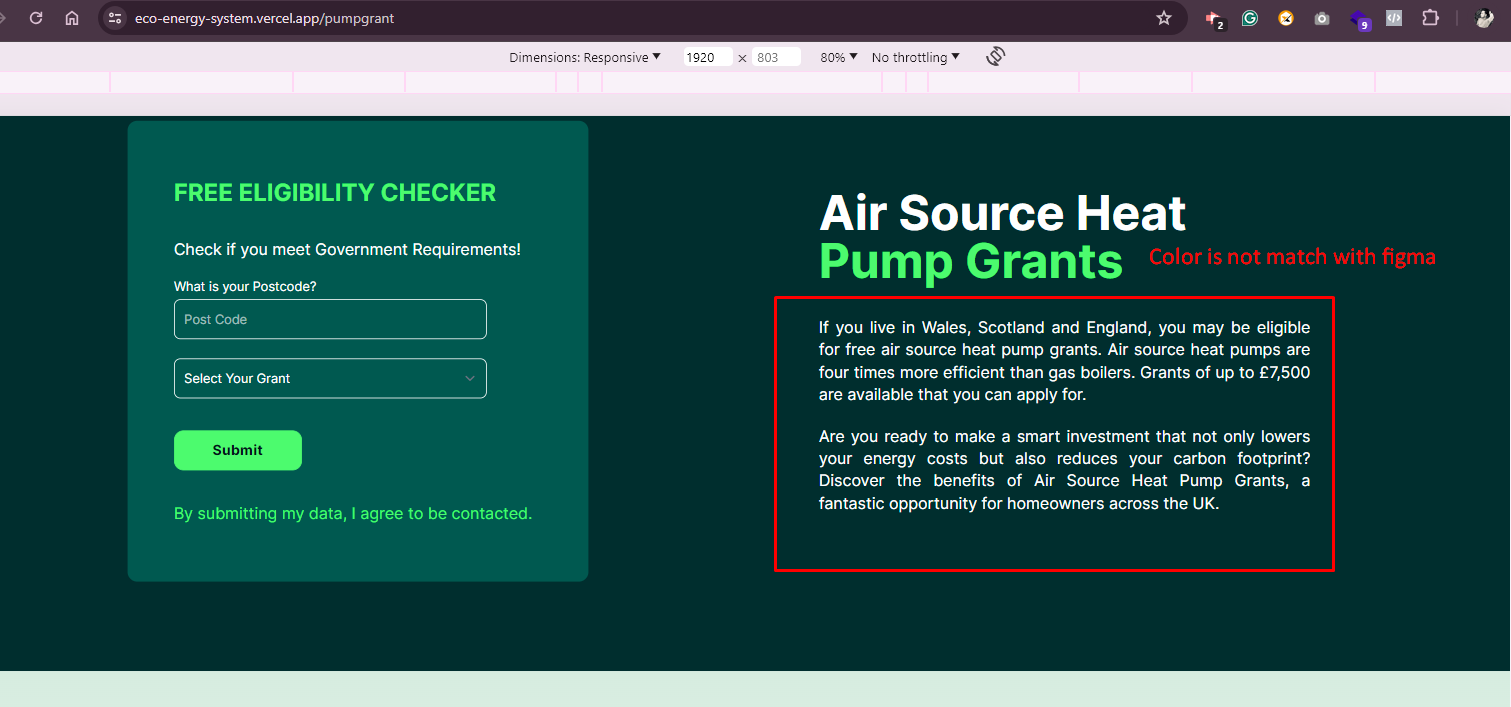 eco-energy-system.vercel.app/pumpgrant
2
9
Dimensions: Responsive
1920 × 803
80%
No throttling
FREE ELIGIBILITY CHECKER
Check if you meet Government Requirements!
What is your Postcode?
Post Code
Select Your Grant
Submit
By submitting my data, I agree to be contacted.
Air Source Heat
Pump Grants
Color is not match with figma
If you live in Wales, Scotland and England, you may be eligible
for free air source heat pump grants. Air source heat pumps are
four times more efficient than gas boilers. Grants of up to £7,500
are available that you can apply for.
Are you ready to make a smart investment that not only lowers
your energy costs but also reduces your carbon footprint?
Discover the benefits of Air Source Heat Pump Grants, a
fantastic opportunity for homeowners across the UK.